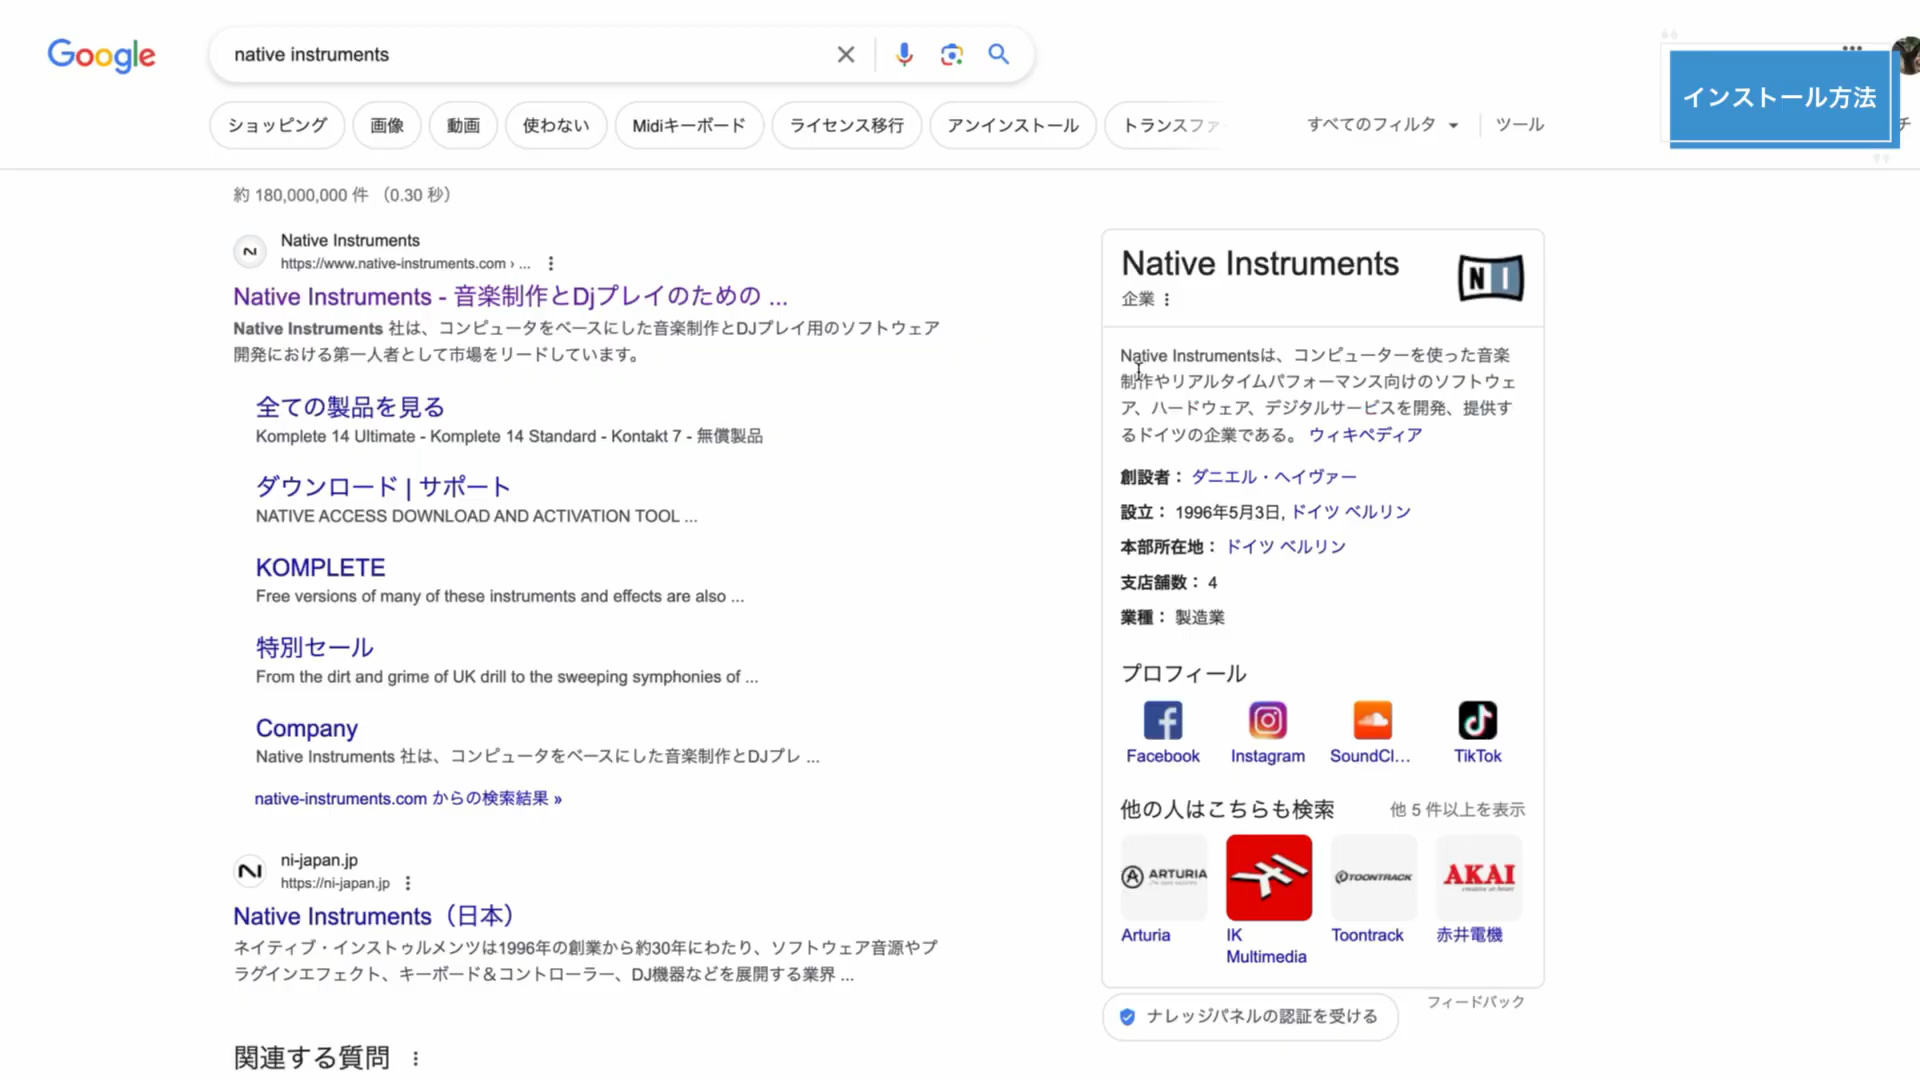 Google
native instruments
インストール方法
ショッピング
画像
動画
使わない
Midiキーボード
ライセンス移行
アンインストール
トランスファ
すべてのフィルタ
ツール
チ
約 180,000,000 件 （0.30 秒）
Native Instruments
https://www.native-instruments.com › ...
Native Instruments - 音楽制作とDjプレイのための ...
Native Instruments 社は、コンピュータをベースにした音楽制作とDJプレイ用のソフトウェア
開発における第一人者として市場をリードしています。
全ての製品を見る
Komplete 14 Ultimate - Komplete 14 Standard - Kontakt 7 - 無償製品
ダウンロード | サポート
NATIVE ACCESS DOWNLOAD AND ACTIVATION TOOL ...
KOMPLETE
Free versions of many of these instruments and effects are also ...
特別セール
From the dirt and grime of UK drill to the sweeping symphonies of ...
Company
Native Instruments 社は、コンピュータをベースにした音楽制作とDJプレ ...
native-instruments.com からの検索結果 »
ni-japan.jp
https://ni-japan.jp
Native Instruments（日本）
ネイティブ・インストゥルメンツは1996年の創業から約30年にわたり、ソフトウェア音源やプ
ラグインエフェクト、キーボード＆コントローラー、DJ機器などを展開する業界 ...
関連する質問
Native Instruments
企業
NI
Native Instrumentsは、コンピューターを使った音楽
制作やリアルタイムパフォーマンス向けのソフトウェ
ア、ハードウェア、デジタルサービスを開発、提供す
るドイツの企業である。 ウィキペディア
創設者： ダニエル・ヘイヴァー
設立： 1996年5月3日, ドイツ ベルリン
本部所在地： ドイツ ベルリン
支店舗数： 4
業種： 製造業
プロフィール
Facebook
Instagram
SoundCl...
TikTok
他の人はこちらも検索
他 5 件以上を表示
ARTURIA
TOONTRACK
AKAI
Arturia
IK
Multimedia
Toontrack
赤井電機
ナレッジパネルの認証を受ける
フィードバック